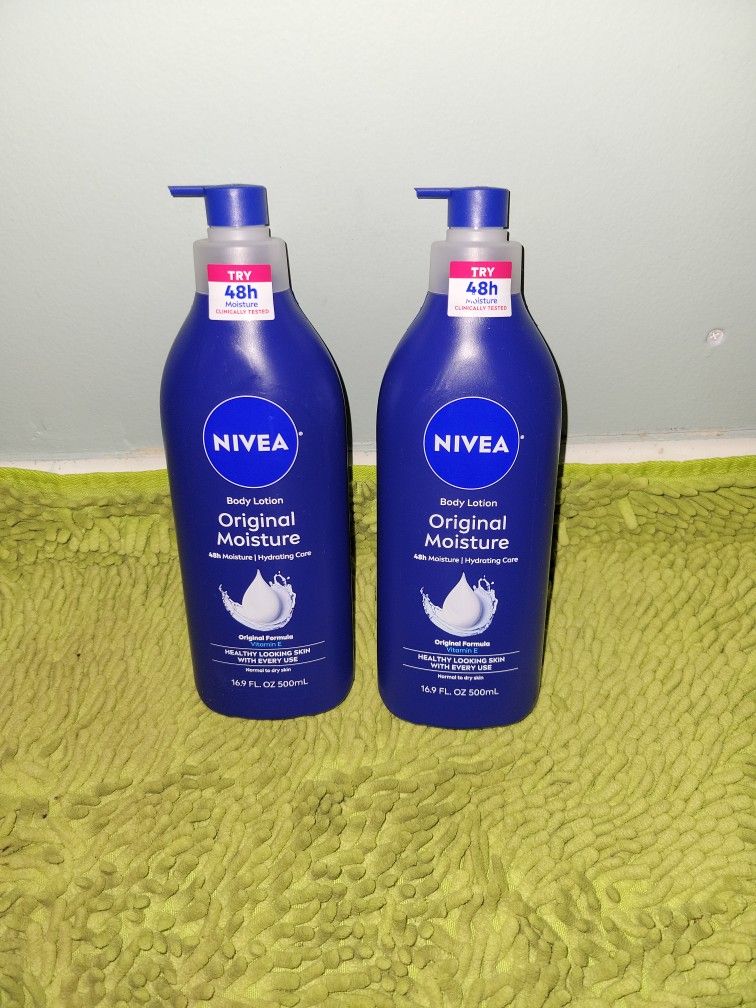 TRY
48h
Moisture
CLINICALLY TESTED
NIVEA
Body Lotion
Original
Moisture
48h Moisture | Hydrating Care
Original Formula
Vitamin E
HEALTHY LOOKING SKIN
WITH EVERY USE
Normal to dry skin
16.9 FL. OZ 500mL
TRY
48h
Moisture
CLINICALLY TESTED
NIVEA
Body Lotion
Original
Moisture
48h Moisture | Hydrating Care
Original Formula
Vitamin E
HEALTHY LOOKING SKIN
WITH EVERY USE
Normal to dry skin
16.9 FL. OZ 500mL